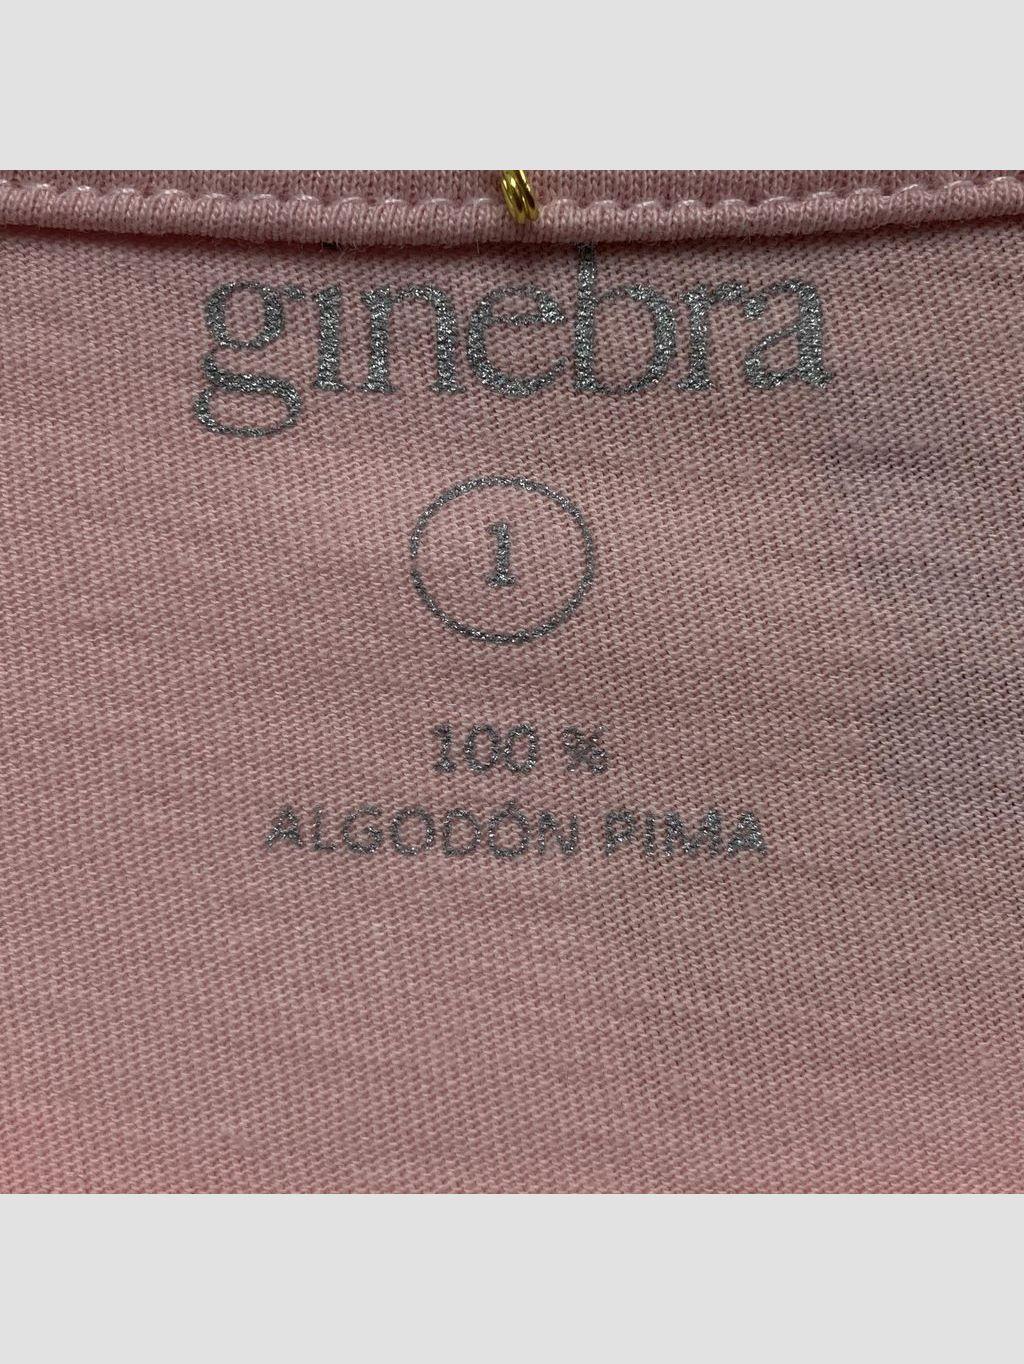 ginebra
1
100 %
ALGODÓN PIMA